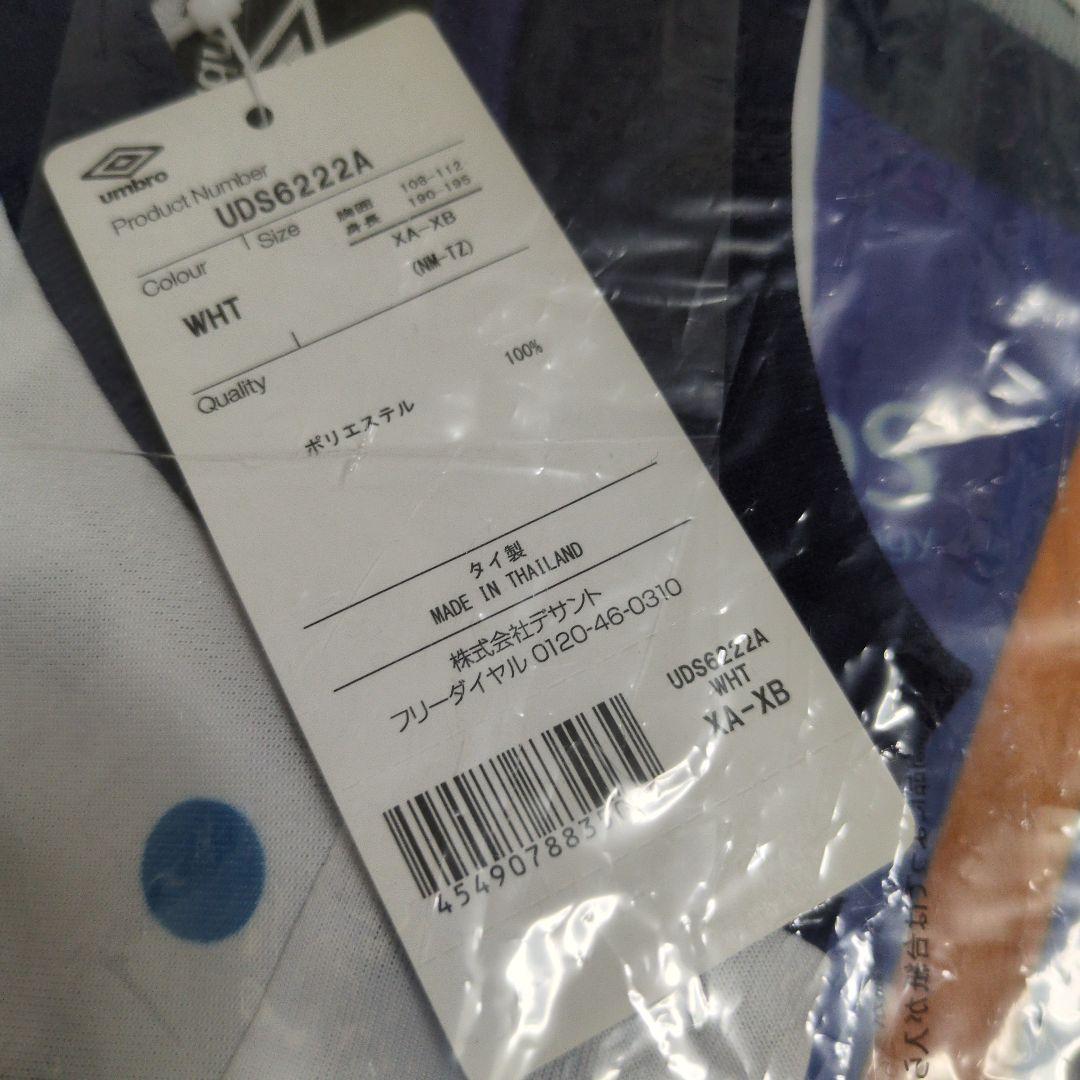 umbro
Product Number
UDS6222A
Colour
Size
胸囲 108-112
身長 190-195
XA-XB
(NM-TZ)
WHT
Quality
100%
ポリエステル
タイ製
MADE IN THAILAND
株式会社デサント
フリーダイヤル 0120-46-0310
UDS6222A
WHT
XA-XB